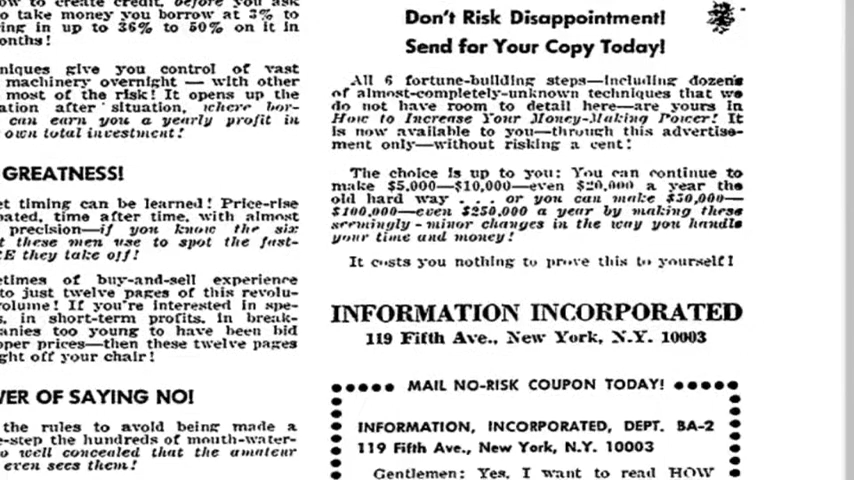 ow to create credit, before you ask
o take money you borrow at 3% to
ring in up to 36% to 50% on it in
onths!
niques give you control of vast
machinery overnight — with other
most of the risk! It opens up the
ation after situation, where bor-
can earn you a yearly profit in
own total investment!
GREATNESS!
et timing can be learned! Price-rise
pated, time after time, with almost
precision—if you know the six
t these men use to spot the fast-
E they take off!
etimes of buy-and-sell experience
to just twelve pages of this revolu-
volume! If you're interested in spe-
s, in short-term profits. In break-
anies too young to have been bid
oper prices—then these twelve pages
ght off your chair!
VER OF SAYING NO!
the rules to avoid being made a
e-step the hundreds of mouth-water-
o well concealed that the amateur
even sees them!
Don't Risk Disappointment!
Send for Your Copy Today!
All 6 fortune-building steps—including dozens
of almost-completely-unknown techniques that we
do not have room to detail here—are yours in
How to Increase Your Money-Making Power! It
is now available to you—through this advertise-
ment only—without risking a cent!
The choice is up to you: You can continue to
make $5,000—$10,000—even $20,000 a year the
old hard way . . . or you can make $50,000—
$100,000—even $250,000 a year by making these
seemingly-minor changes in the way you handle
your time and money!
It costs you nothing to prove this to yourself!
INFORMATION INCORPORATED
119 Fifth Ave., New York, N.Y. 10003
MAIL NO-RISK COUPON TODAY!
INFORMATION, INCORPORATED, DEPT. BA-2
119 Fifth Ave., New York, N.Y. 10003
Gentlemen: Yes, I want to read HOW